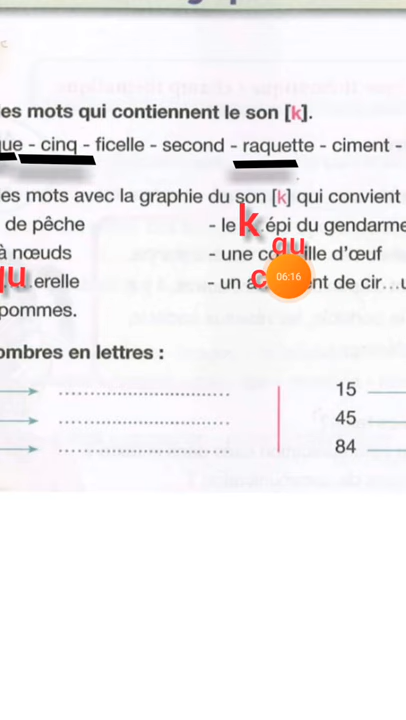 es mots qui contiennent le son [k].
ue - cinq - ficelle - second - raquette - ciment -
es mots avec la graphie du son [k] qui convient
de pêche - le k épi du gendarme
à nœuds - une co qu ille d'œuf
u .erelle - un a c 06:16 nt de cir...u
pommes.
ombres en lettres :
15
45
84